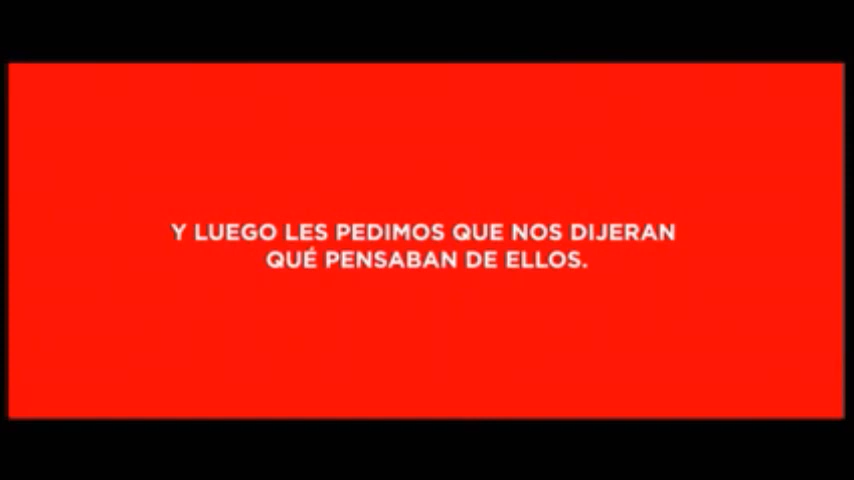 Y LUEGO LES PEDIMOS QUE NOS DIJERAN
QUÉ PENSABAN DE ELLOS.